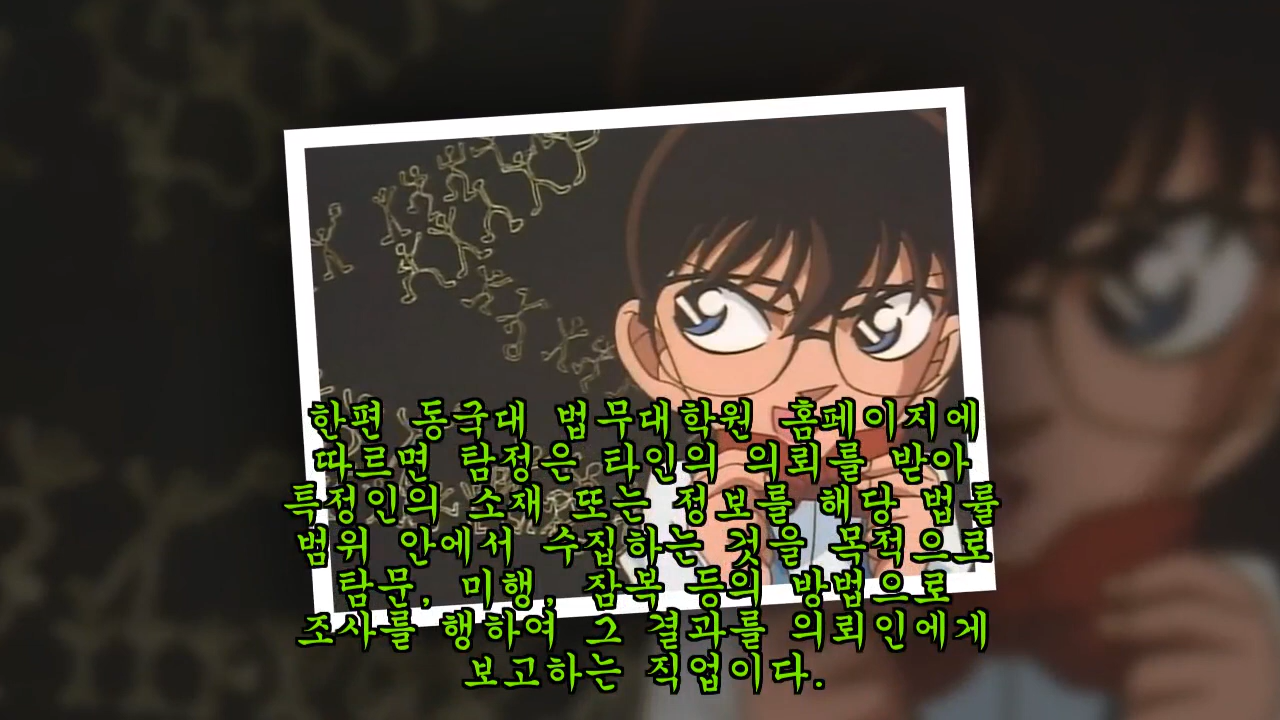 한편 동국대 법무대학원 홈페이지에
따르면 탐정은 타인의 의뢰를 받아
특정인의 소재 또는 정보를 해당 법률
범위 안에서 수집하는 것을 목적으로
탐문, 미행, 잠복 등의 방법으로
조사를 행하여 그 결과를 의뢰인에게
보고하는 직업이다.